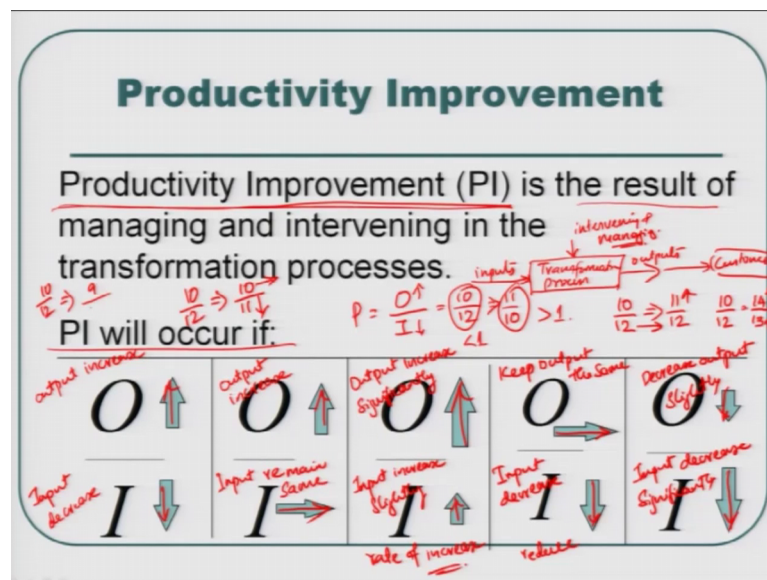 Productivity Improvement
Productivity Improvement (PI) is the result of
managing and intervening in the
intervening &
managing.
transformation processes.
inputs
Transformation
process
outputs
Customer
10/12 ⇒ 9/
10/12 ⇒ 10/11↓
P = O↑/I↓ = 10/12 ⇒ 11/10 > 1.
<1
10/12 ⇒ 11↑/12
10/12 = 14/13
PI will occur if:
output increase
output increase
Output increase significantly
Keep output the same
Decrease output slightly
O O O O O
Input decrease
Input remain same
Input increase slightly
Input decrease
Input decrease significantly
I I I I I
rate of increase
reduce